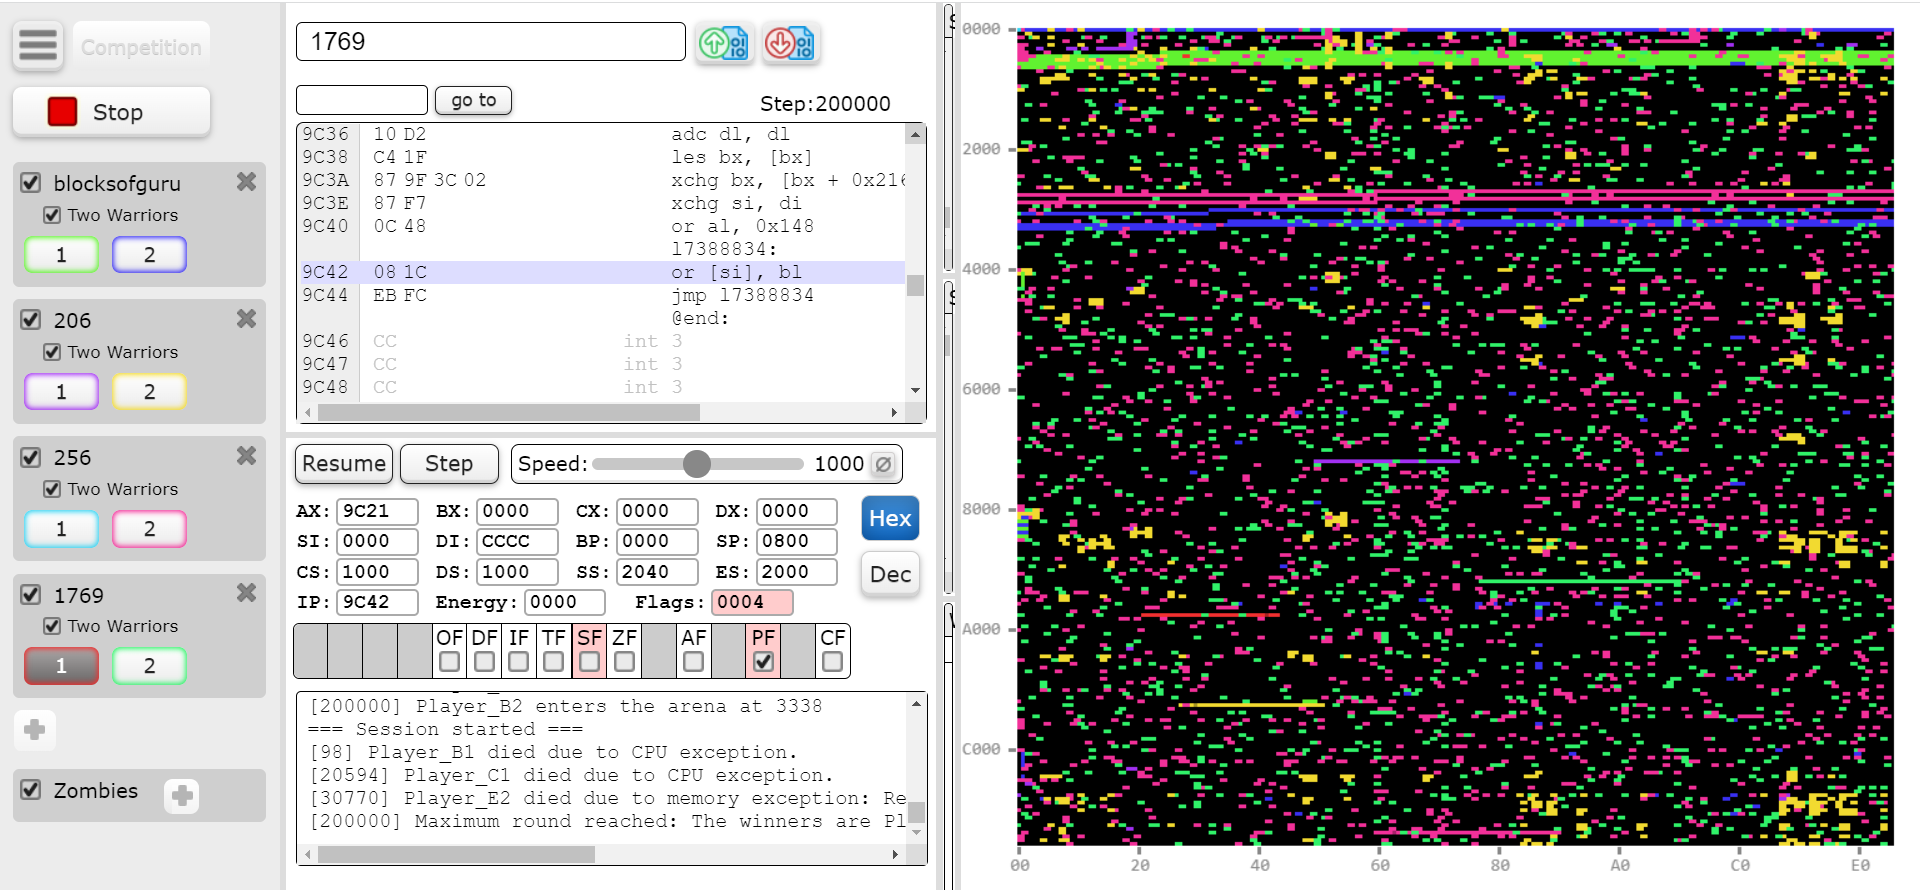 Competition
Stop
blocksofguru
Two Warriors
1 2
206
Two Warriors
1 2
256
Two Warriors
1 2
1769
Two Warriors
1 2
Zombies
1769
go to
Step:200000
9C36 10 D2 adc dl, dl
9C38 C4 1F les bx, [bx]
9C3A 87 9F 3C 02 xchg bx, [bx + 0x216
9C3E 87 F7 xchg si, di
9C40 0C 48 or al, 0x148
l7388834:
9C42 08 1C or [si], bl
9C44 EB FC jmp l7388834
@end:
9C46 CC int 3
9C47 CC int 3
9C48 CC int 3
Resume Step Speed: 1000
AX: 9C21 BX: 0000 CX: 0000 DX: 0000
SI: 0000 DI: CCCC BP: 0000 SP: 0800
CS: 1000 DS: 1000 SS: 2040 ES: 2000
IP: 9C42 Energy: 0000 Flags: 0004
Hex
Dec
OF DF IF TF SF ZF AF PF CF
[200000] Player_B2 enters the arena at 3338
=== Session started ===
[98] Player_B1 died due to CPU exception.
[20594] Player_C1 died due to CPU exception.
[30770] Player_E2 died due to memory exception: Re
[200000] Maximum round reached: The winners are Pl
0000
2000
4000
6000
8000
A000
C000
00 20 40 60 80 A0 C0 E0